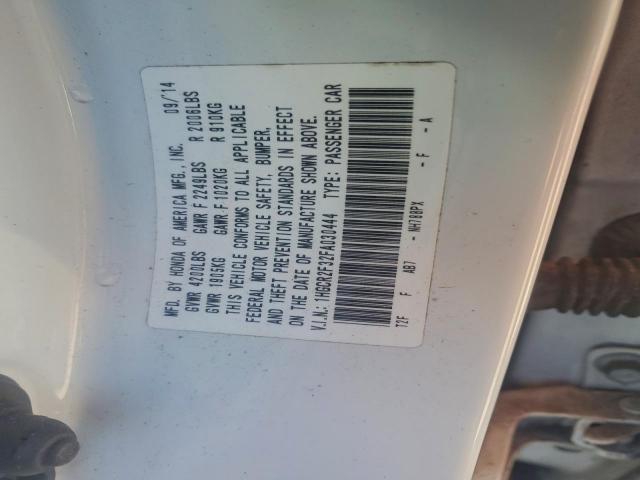 MFD. BY HONDA OF AMERICA MFG., INC. 09/14
GVWR 4200LBS GAWR F 2249LBS R 2006LBS
GVWR 1905KG GAWR F 1020KG R 910KG
THIS VEHICLE CONFORMS TO ALL APPLICABLE
FEDERAL MOTOR VEHICLE SAFETY, BUMPER,
AND THEFT PREVENTION STANDARDS IN EFFECT
ON THE DATE OF MANUFACTURE SHOWN ABOVE.
V.I.N.: 1HGCR2F32FA030444 TYPE: PASSENGER CAR
T2F F AB7 - NH788PX - F - A